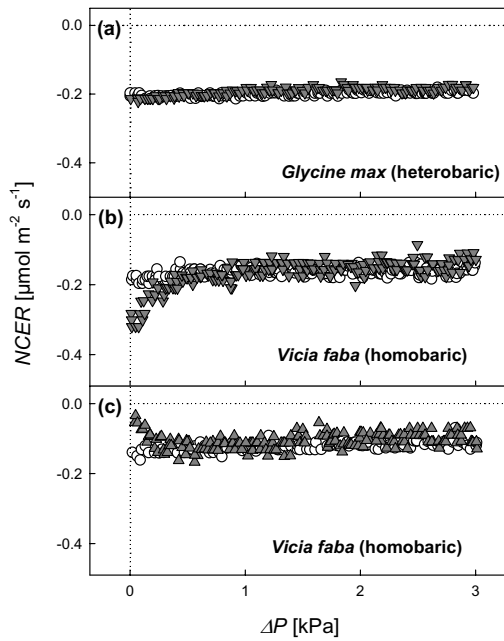 (a)
0.0
-0.2
-0.4
Glycine max (heterobaric)
(b)
0.0
-0.2
-0.4
NCER [μmol m⁻² s⁻¹]
Vicia faba (homobaric)
(c)
0.0
-0.2
-0.4
Vicia faba (homobaric)
0 1 2 3
ΔP [kPa]